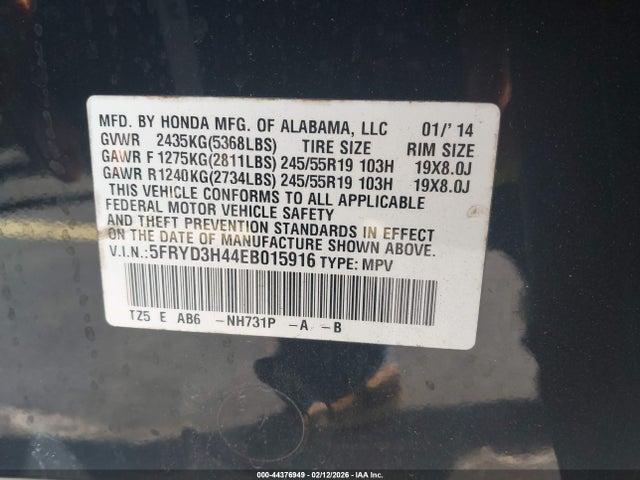 MFD. BY HONDA MFG. OF ALABAMA, LLC 01/' 14
GVWR 2435KG(5368LBS) TIRE SIZE RIM SIZE
GAWR F 1275KG(2811LBS) 245/55R19 103H 19X8.0J
GAWR R 1240KG(2734LBS) 245/55R19 103H 19X8.0J
THIS VEHICLE CONFORMS TO ALL APPLICABLE
FEDERAL MOTOR VEHICLE SAFETY
AND THEFT PREVENTION STANDARDS IN EFFECT
ON THE DATE OF MANUFACTURE SHOWN ABOVE.
V.I.N.:5FRYD3H44EB015916 TYPE: MPV
TZ5 E AB6 -NH731P -A -B
000-44376949 - 02/12/2026 - IAA Inc.